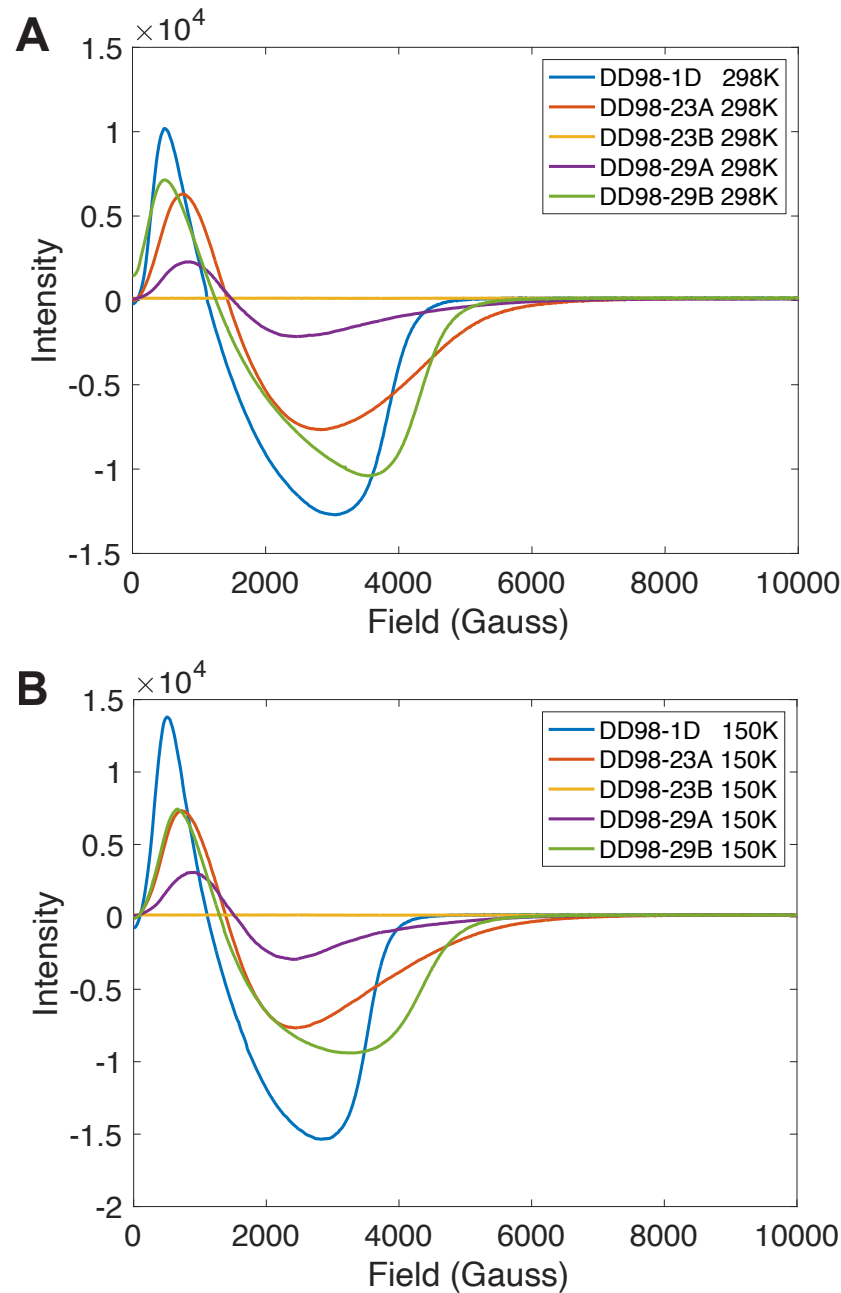 A
×10⁴
1.5
1
0.5
0
-0.5
-1
-1.5
Intensity
DD98-1D 298K
DD98-23A 298K
DD98-23B 298K
DD98-29A 298K
DD98-29B 298K
0 2000 4000 6000 8000 10000
Field (Gauss)
B
×10⁴
1.5
1
0.5
0
-0.5
-1
-1.5
-2
Intensity
DD98-1D 150K
DD98-23A 150K
DD98-23B 150K
DD98-29A 150K
DD98-29B 150K
0 2000 4000 6000 8000 10000
Field (Gauss)